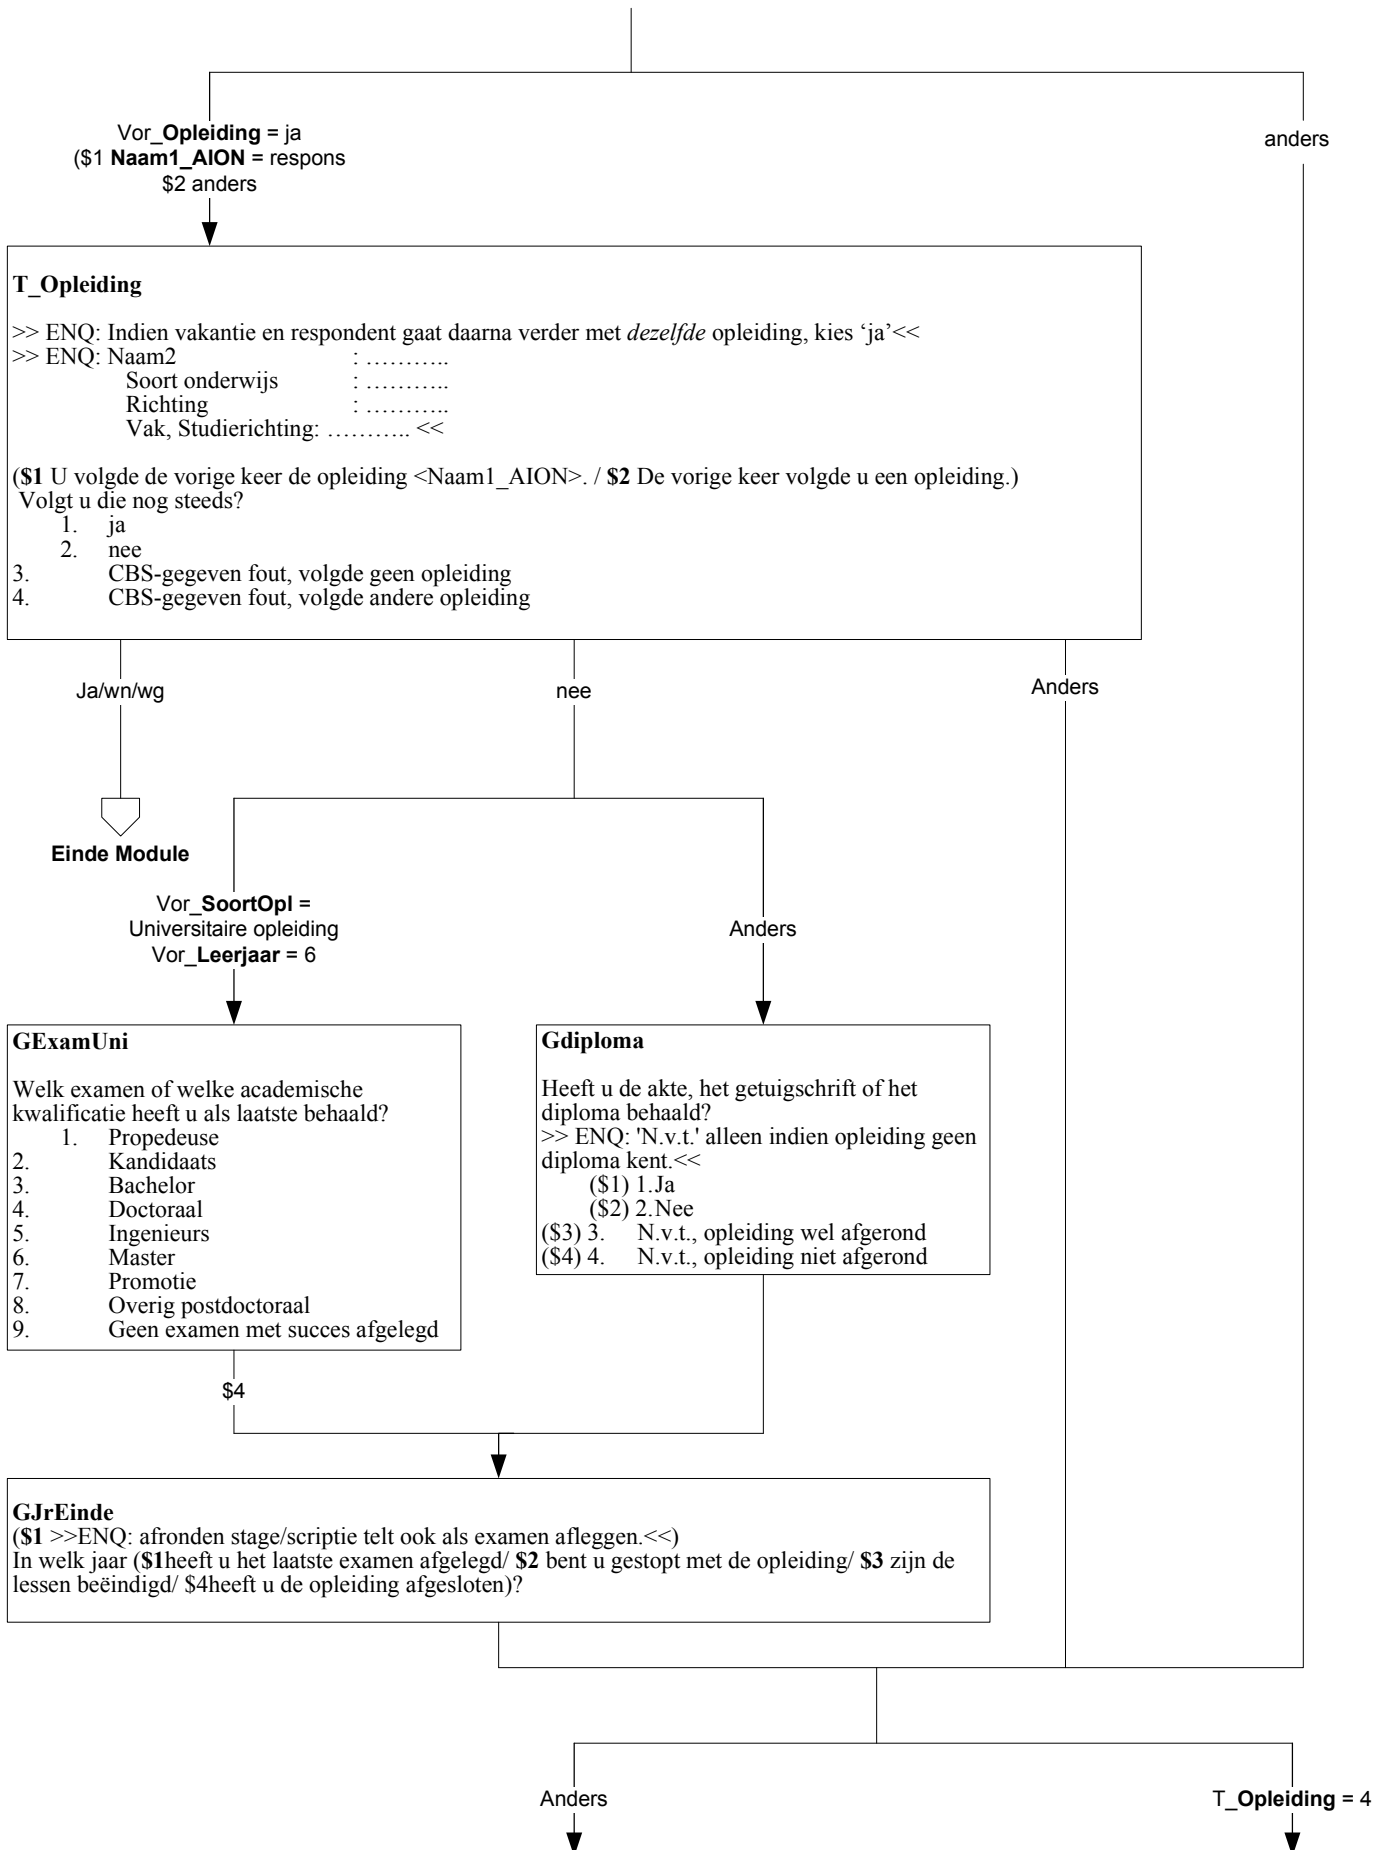 Vor_Opleiding = ja
($1 Naam1_AION = respons
$2 anders
anders
T_Opleiding
>> ENQ: Indien vakantie en respondent gaat daarna verder met dezelfde opleiding, kies ‘ja’<<
>> ENQ: Naam2 : ………..
Soort onderwijs : ………..
Richting : ………..
Vak, Studierichting: ……….. <<
($1 U volgde de vorige keer de opleiding <Naam1_AION>. / $2 De vorige keer volgde u een opleiding.)
Volgt u die nog steeds?
1. ja
2. nee
3. CBS-gegeven fout, volgde geen opleiding
4. CBS-gegeven fout, volgde andere opleiding
Ja/wn/wg
nee
Anders
Einde Module
Vor_SoortOpl =
Universitaire opleiding
Vor_Leerjaar = 6
Anders
GExamUni
Welk examen of welke academische
kwalificatie heeft u als laatste behaald?
1. Propedeuse
2. Kandidaats
3. Bachelor
4. Doctoraal
5. Ingenieurs
6. Master
7. Promotie
8. Overig postdoctoraal
9. Geen examen met succes afgelegd
Gdiploma
Heeft u de akte, het getuigschrift of het
diploma behaald?
>> ENQ: 'N.v.t.' alleen indien opleiding geen
diploma kent.<<
($1) 1.Ja
($2) 2.Nee
($3) 3. N.v.t., opleiding wel afgerond
($4) 4. N.v.t., opleiding niet afgerond
$4
GJrEinde
($1 >>ENQ: afronden stage/scriptie telt ook als examen afleggen.<<)
In welk jaar ($1heeft u het laatste examen afgelegd/ $2 bent u gestopt met de opleiding/ $3 zijn de
lessen beëindigd/ $4heeft u de opleiding afgesloten)?
Anders
T_Opleiding = 4